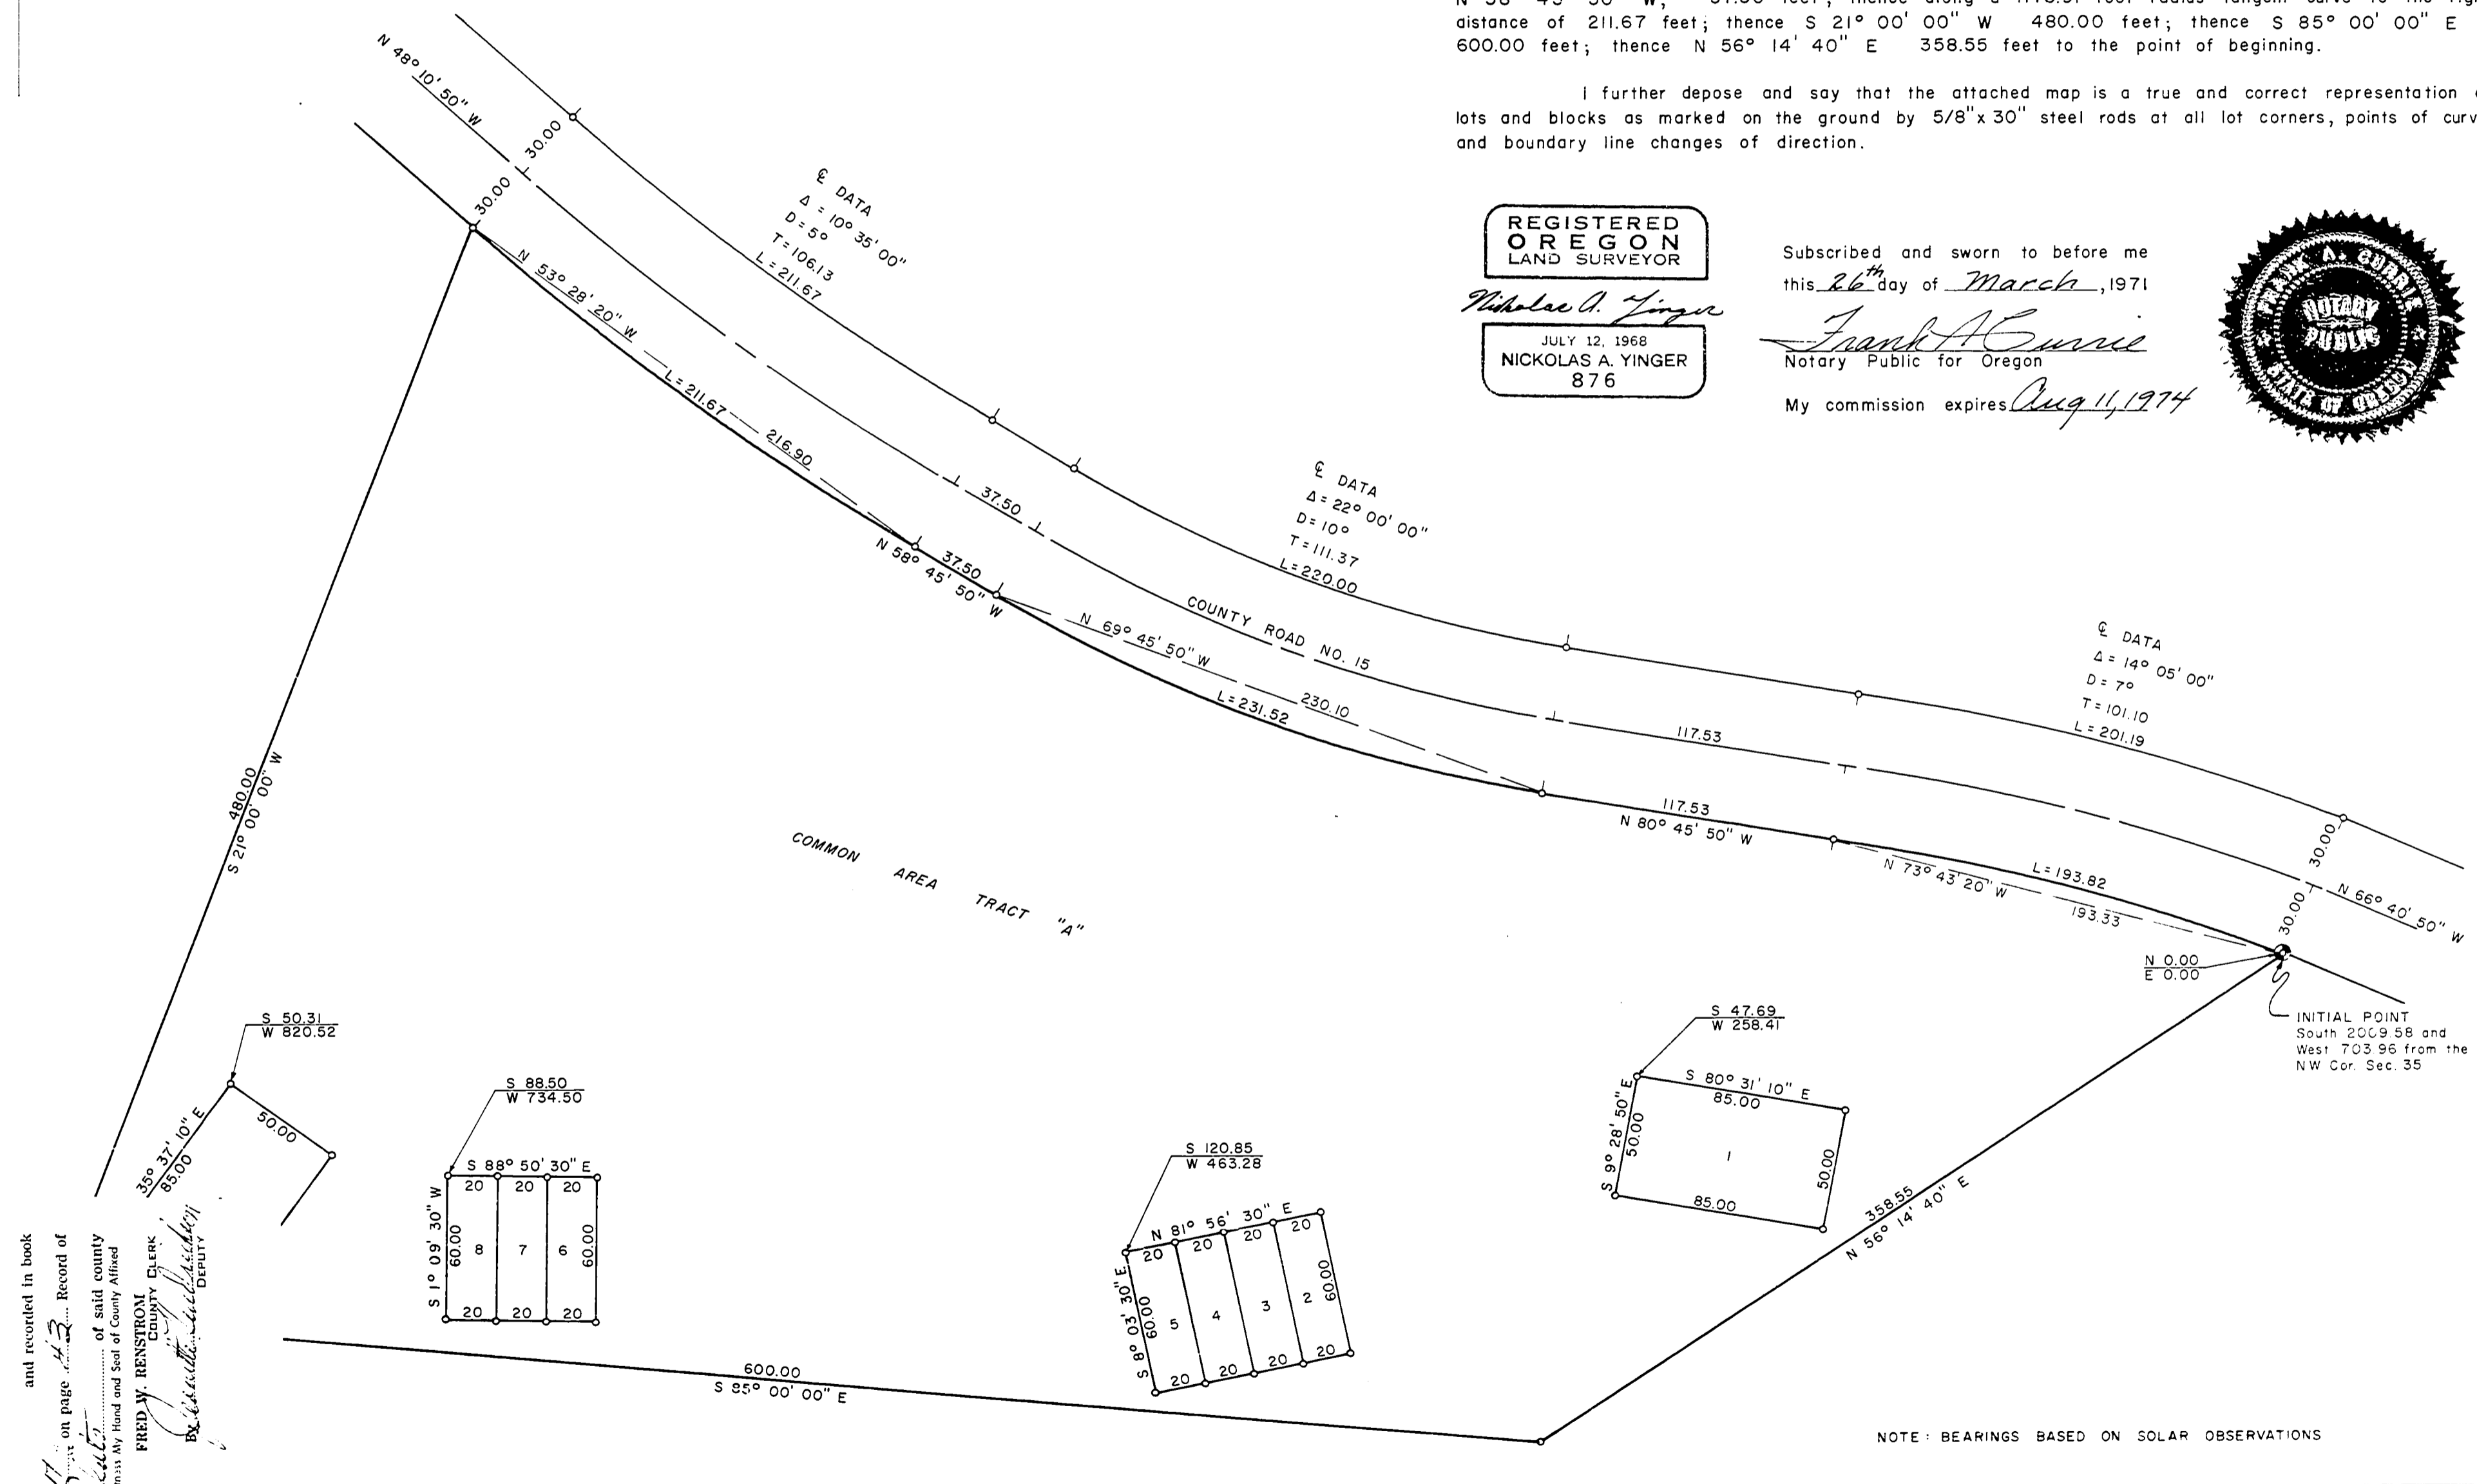 aistance of 211.67 feet; thence S 21° 00' 00" W 480.00 feet; thence S 85° 00' 00" E
600.00 feet; thence N 56° 14' 40" E 358.55 feet to the point of beginning.
I further depose and say that the attached map is a true and correct representation
lots and blocks as marked on the ground by 5/8"x 30" steel rods at all lot corners, points of curv
and boundary line changes of direction.
REGISTERED
OREGON
LAND SURVEYOR
Nickolas A. Yinger
JULY 12, 1968
NICKOLAS A. YINGER
876
Subscribed and sworn to before me
this 26th day of March, 1971
Frank A Currie
Notary Public for Oregon
My commission expires Aug 11, 1974
FRANK A. CURRIE
NOTARY
PUBLIC
STATE OF OREGON
N 48° 10' 50" W
30.00
30.00
℄ DATA
Δ = 10° 35' 00"
D = 5°
T = 106.13
L = 211.67
N 53° 28' 20" W
L = 211.67
216.90
37.50
37.50
N 58° 45' 50" W
℄ DATA
Δ = 22° 00' 00"
D = 10°
T = 111.37
L = 220.00
COUNTY ROAD NO. 15
N 69° 45' 50" W
230.10
L = 231.52
117.53
117.53
N 80° 45' 50" W
℄ DATA
Δ = 14° 05' 00"
D = 7°
T = 101.10
L = 201.19
L = 193.82
N 73° 43' 20" W
193.33
30.00
30.00
N 66° 40' 50" W
N 0.00
E 0.00
INITIAL POINT
South 2009.58 and
West 703.96 from the
NW Cor. Sec. 35
480.00
S 21° 00' 00" W
COMMON AREA TRACT "A"
S 50.31
W 820.52
50.00
35° 37' 10" E
85.00
S 88.50
W 734.50
S 88° 50' 30" E
20 20 20
S 1° 09' 30" W
60.00
8 7 6
60.00
20 20 20
S 120.85
W 463.28
N 81° 56' 30" E
20 20 20 20
S 8° 03' 30" E
60.00
5 4 3 2
60.00
20 20 20 20
S 47.69
W 258.41
S 80° 31' 10" E
85.00
S 9° 28' 50" E
50.00
1
50.00
85.00
358.55
N 56° 14' 40" E
600.00
S 85° 00' 00" E
and recorded in book
on page 43 Record of
of said county
ness My Hand and Seal of County Affixed
FRED W. RENSTROM
COUNTY CLERK
By
DEPUTY
NOTE: BEARINGS BASED ON SOLAR OBSERVATIONS